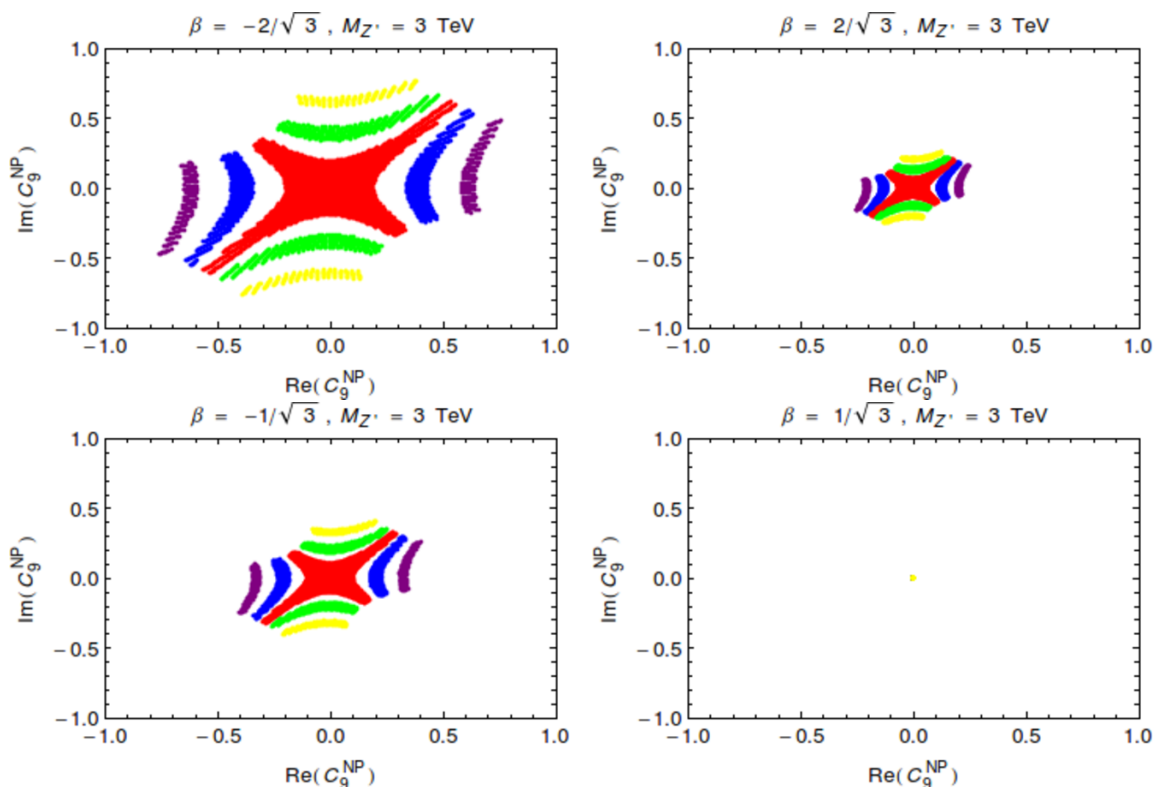 β = −2/√3 , M_Z' = 3 TeV
1.0
0.5
0.0
−0.5
−1.0
Im(C_9^NP)
−1.0 −0.5 0.0 0.5 1.0
Re(C_9^NP)
β = 2/√3 , M_Z' = 3 TeV
1.0
0.5
0.0
−0.5
−1.0
Im(C_9^NP)
−1.0 −0.5 0.0 0.5 1.0
Re(C_9^NP)
β = −1/√3 , M_Z' = 3 TeV
1.0
0.5
0.0
−0.5
−1.0
Im(C_9^NP)
−1.0 −0.5 0.0 0.5 1.0
Re(C_9^NP)
β = 1/√3 , M_Z' = 3 TeV
1.0
0.5
0.0
−0.5
−1.0
Im(C_9^NP)
−1.0 −0.5 0.0 0.5 1.0
Re(C_9^NP)